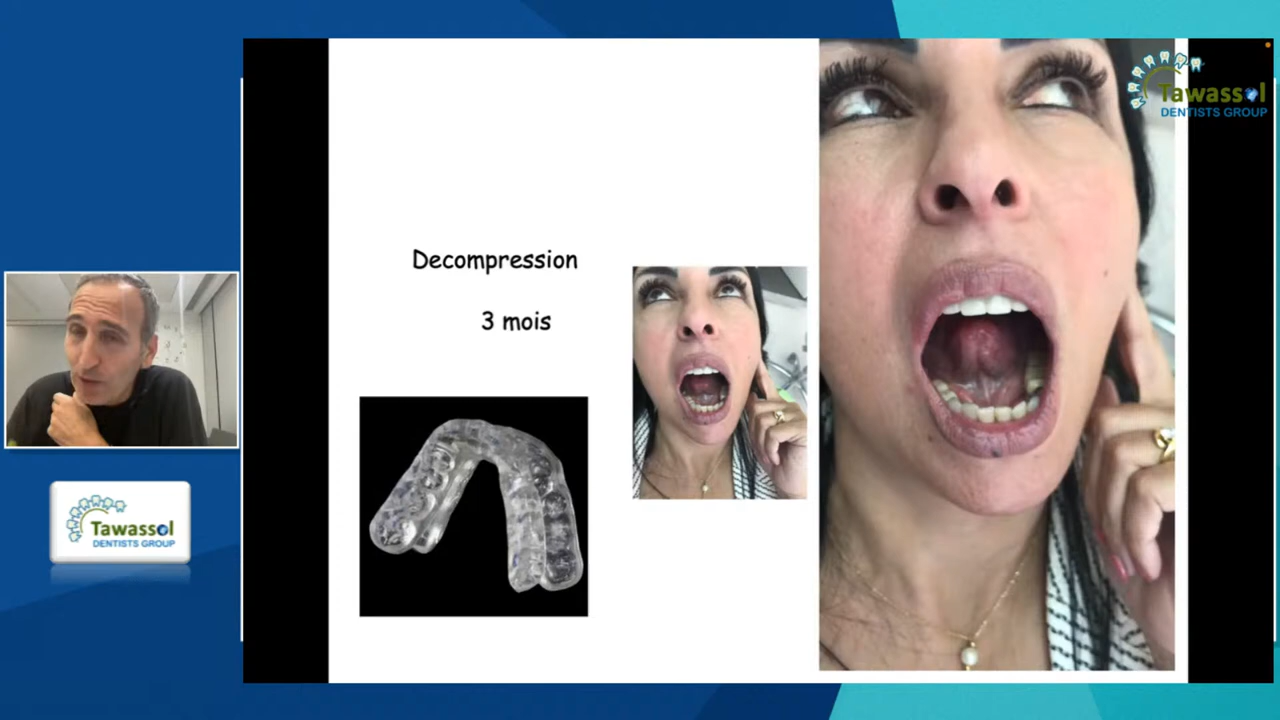 Tawassol
DENTISTS GROUP
Decompression
3 mois
Tawassol
DENTISTS GROUP